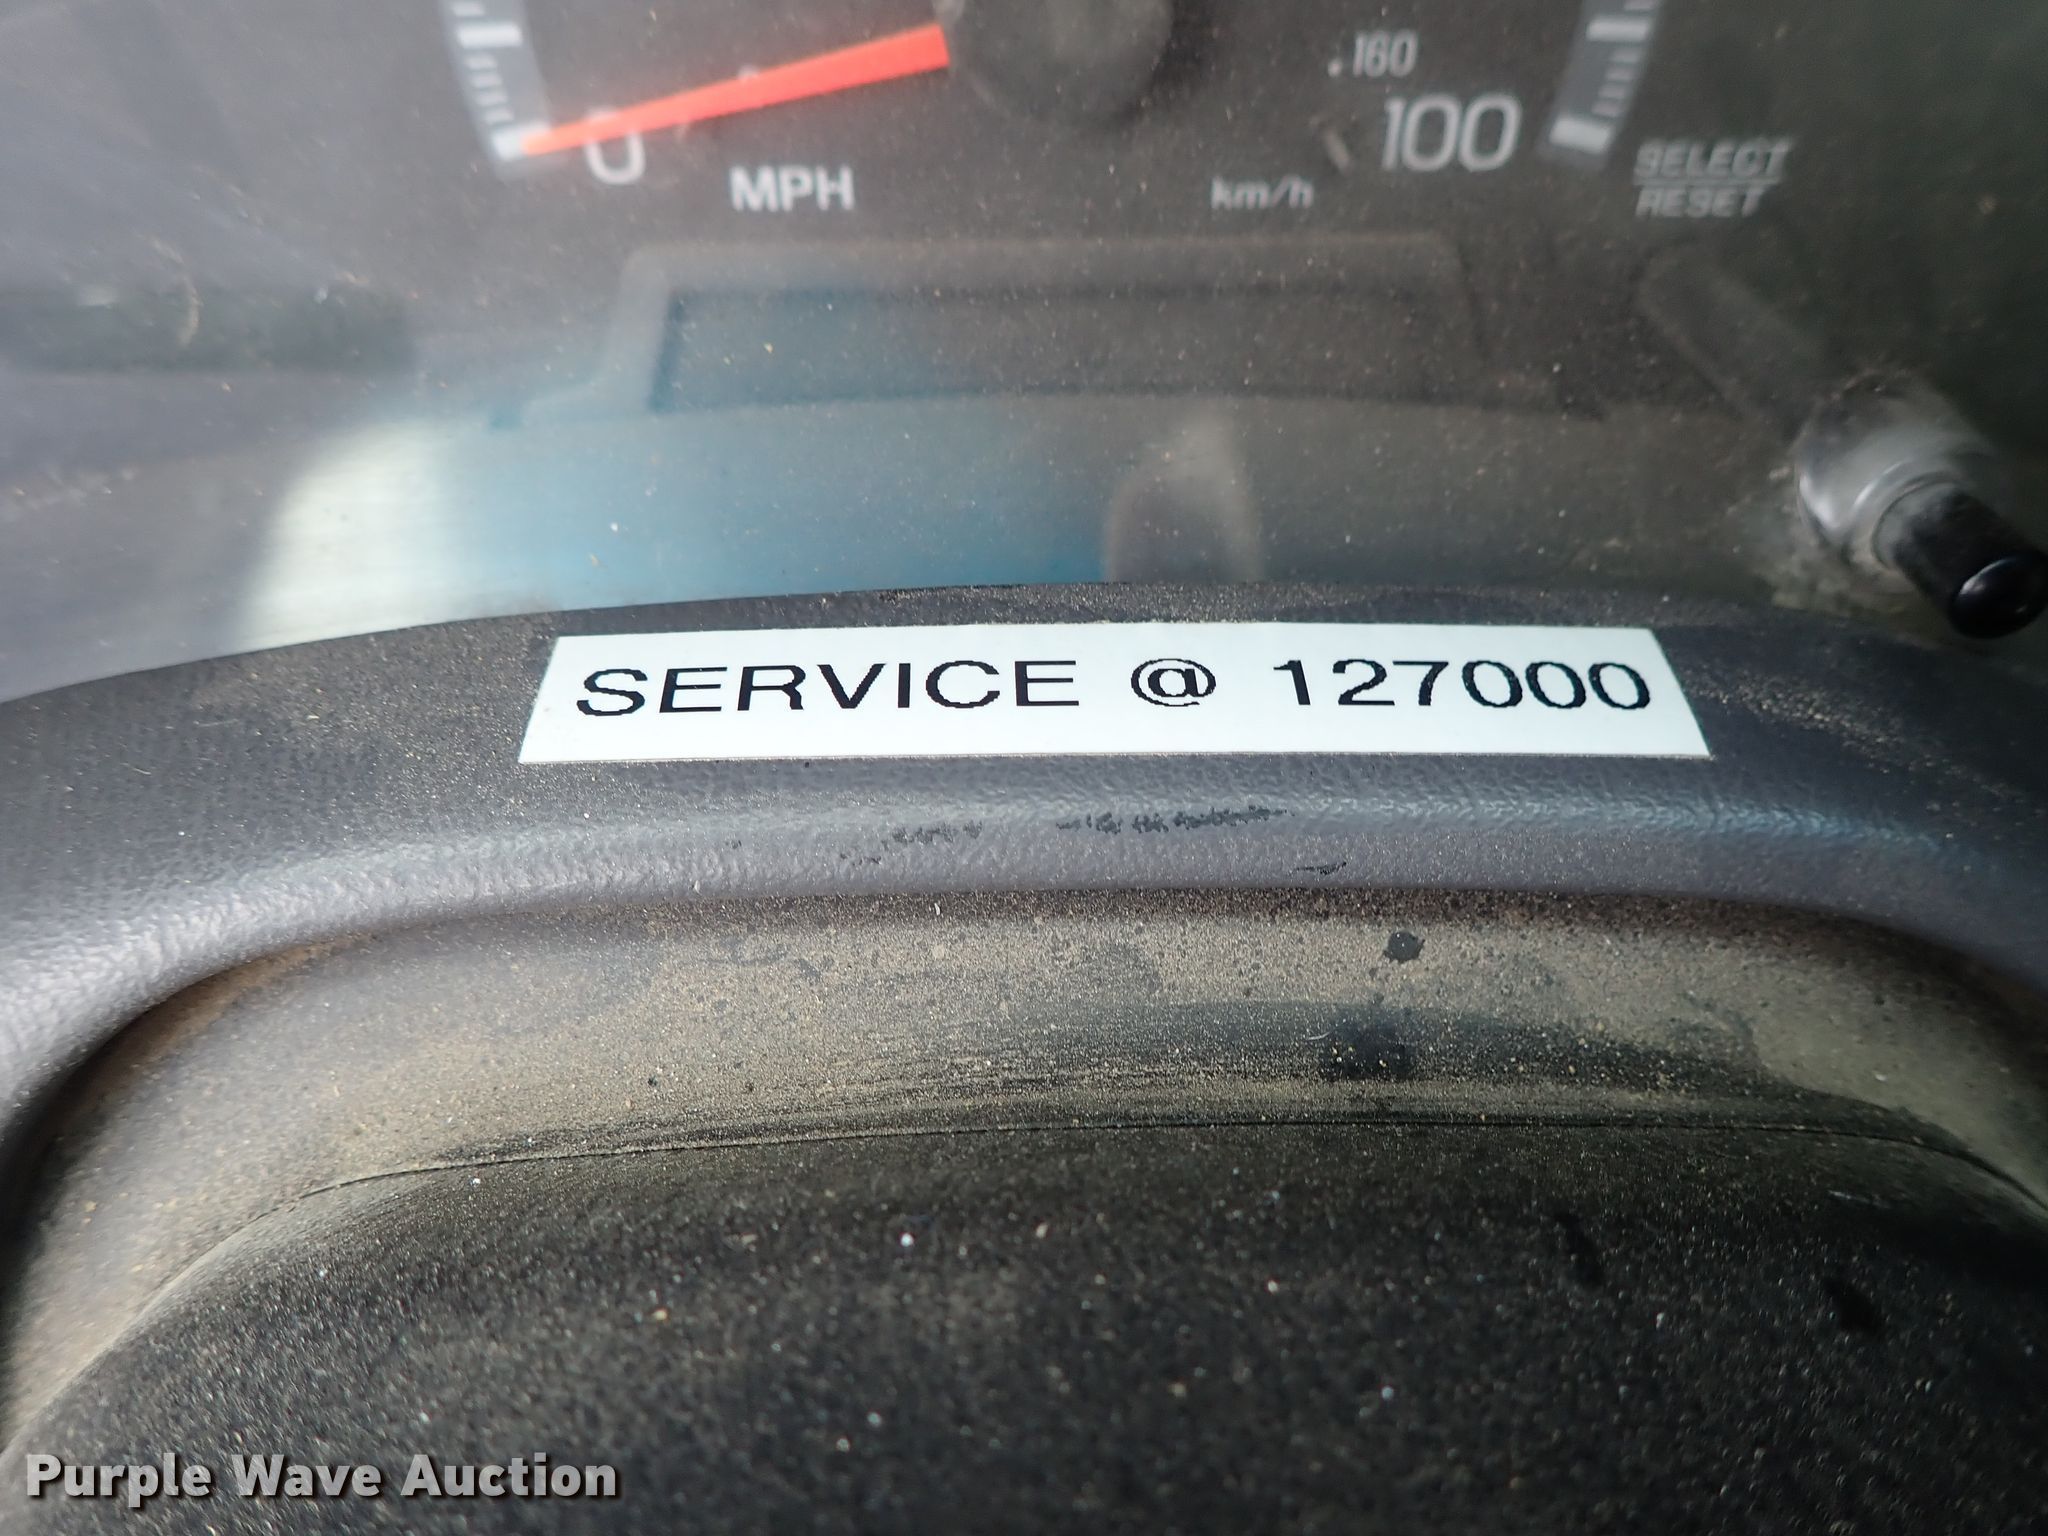 160
0
100
MPH
km/h
SELECT
RESET
SERVICE @ 127000
Purple Wave Auction